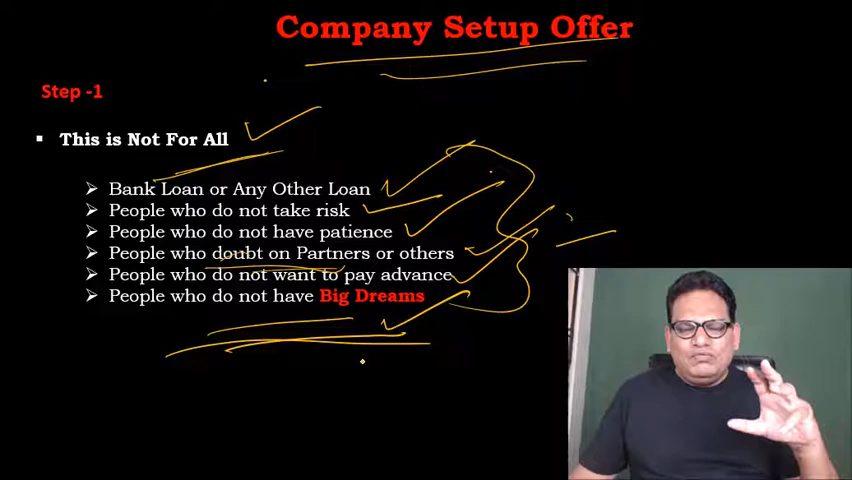 Company Setup Offer
Step -1
▪ This is Not For All
➢ Bank Loan or Any Other Loan
➢ People who do not take risk
➢ People who do not have patience
➢ People who doubt on Partners or others
➢ People who do not want to pay advance
➢ People who do not have Big Dreams